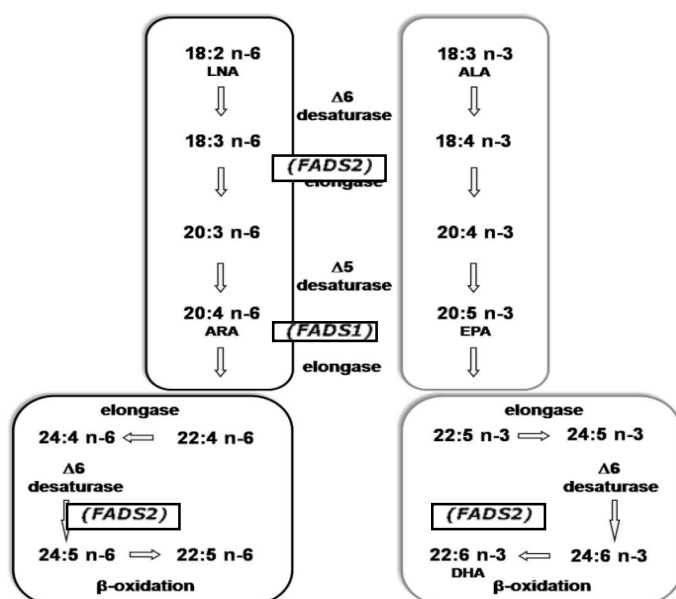 18:2 n-6
LNA
18:3 n-3
ALA
Δ6
desaturase
18:3 n-6
18:4 n-3
(FADS2)
elongase
20:3 n-6
20:4 n-3
Δ5
desaturase
20:4 n-6
ARA
20:5 n-3
EPA
(FADS1)
elongase
elongase
24:4 n-6
22:4 n-6
Δ6
desaturase
(FADS2)
24:5 n-6
22:5 n-6
β-oxidation
elongase
22:5 n-3
24:5 n-3
Δ6
desaturase
(FADS2)
22:6 n-3
DHA
24:6 n-3
β-oxidation